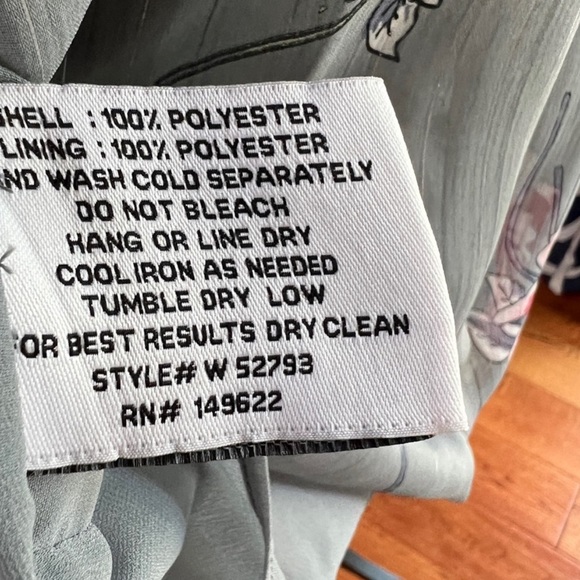 SHELL : 100% POLYESTER
LINING : 100% POLYESTER
ND WASH COLD SEPARATELY
DO NOT BLEACH
HANG OR LINE DRY
COOL IRON AS NEEDED
TUMBLE DRY LOW
FOR BEST RESULTS DRY CLEAN
STYLE# W 52793
RN# 149622